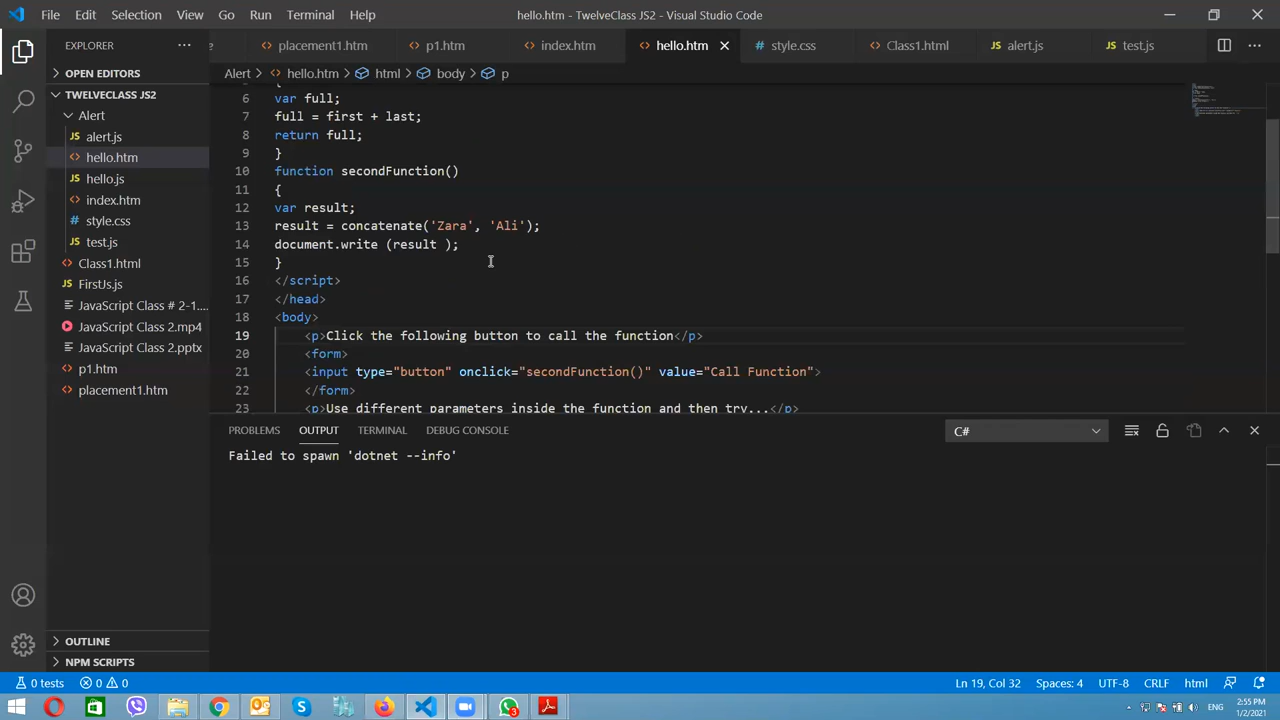 File Edit Selection View Go Run Terminal Help hello.htm - TwelveClass JS2 - Visual Studio Code
EXPLORER
OPEN EDITORS
TWELVECLASS JS2
Alert
alert.js
hello.htm
hello.js
index.htm
style.css
test.js
Class1.html
FirstJs.js
JavaScript Class # 2-1....
JavaScript Class 2.mp4
JavaScript Class 2.pptx
p1.htm
placement1.htm
OUTLINE
NPM SCRIPTS
e placement1.htm p1.htm index.htm hello.htm style.css Class1.html alert.js test.js
Alert > hello.htm > html > body > p
6 var full;
7 full = first + last;
8 return full;
9 }
10 function secondFunction()
11 {
12 var result;
13 result = concatenate('Zara', 'Ali');
14 document.write (result );
15 }
16 </script>
17 </head>
18 <body>
19 <p>Click the following button to call the function</p>
20 <form>
21 <input type="button" onclick="secondFunction()" value="Call Function">
22 </form>
23 <p>Use different parameters inside the function and then try...</p>
PROBLEMS OUTPUT TERMINAL DEBUG CONSOLE C#
Failed to spawn 'dotnet --info'
0 tests 0 0 Ln 19, Col 32 Spaces: 4 UTF-8 CRLF html
ENG 2:55 PM
1/2/2021